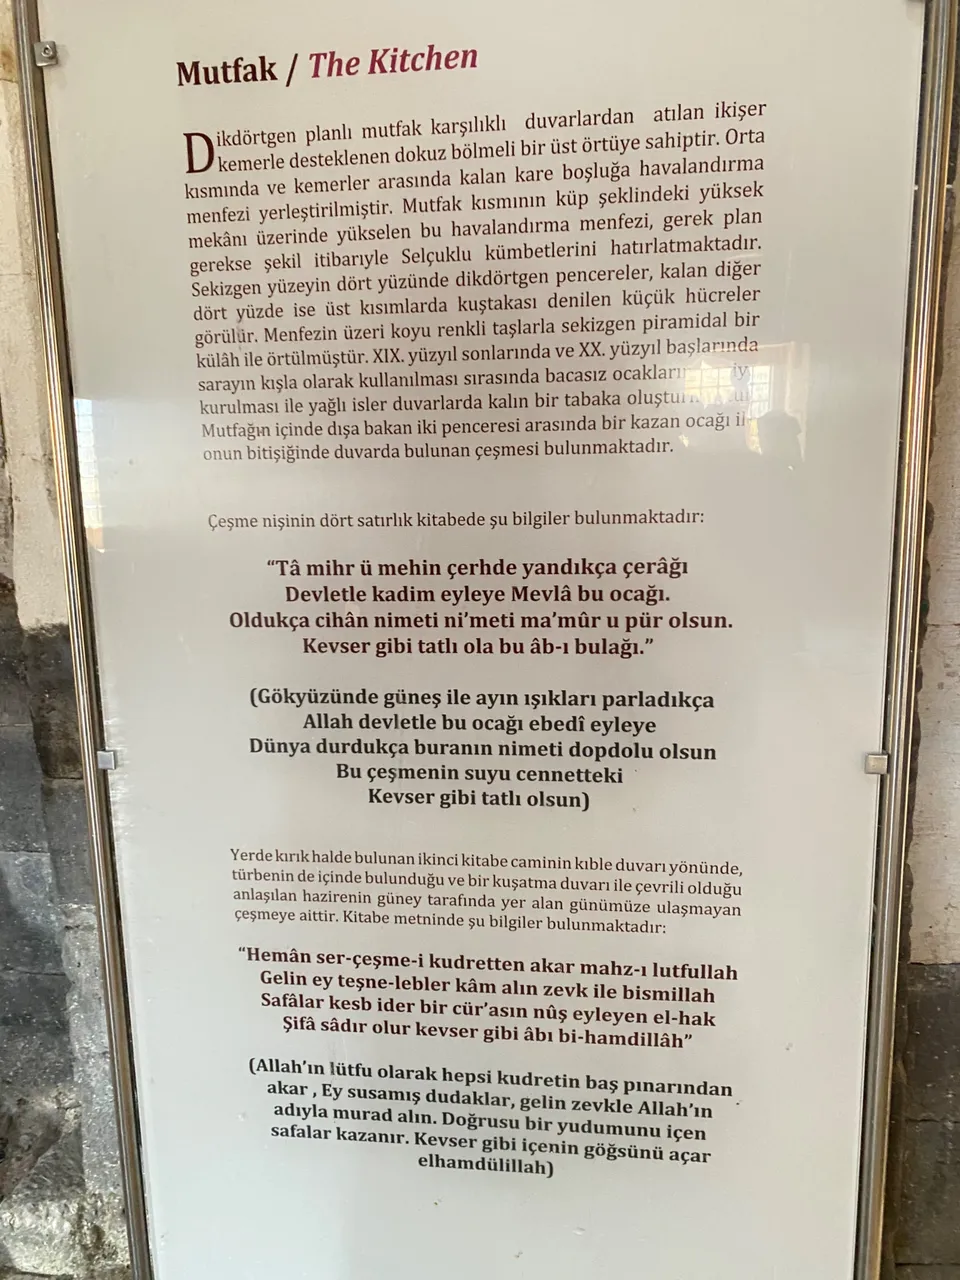 Mutfak / The Kitchen
Dikdörtgen planlı mutfak karşılıklı duvarlardan atılan ikişer
kemerle desteklenen dokuz bölmeli bir üst örtüye sahiptir. Orta
kısmında ve kemerler arasında kalan kare boşluğa havalandırma
menfezi yerleştirilmiştir. Mutfak kısmının küp şeklindeki yüksek
mekânı üzerinde yükselen bu havalandırma menfezi, gerek plan
gerekse şekil itibarıyle Selçuklu kümbetlerini hatırlatmaktadır.
Sekizgen yüzeyin dört yüzünde dikdörtgen pencereler, kalan diğer
dört yüzde ise üst kısımlarda kuştakası denilen küçük hücreler
görülür. Menfezin üzeri koyu renkli taşlarla sekizgen piramidal bir
külâh ile örtülmüştür. XIX. yüzyıl sonlarında ve XX. yüzyıl başlarında
sarayın kışla olarak kullanılması sırasında bacasız ocakların
kurulması ile yağlı isler duvarlarda kalın bir tabaka
Mutfağın içinde dışa bakan iki penceresi arasında bir kazan ocağı
onun bitişiğinde duvarda bulunan çeşmesi bulunmaktadır.
Çeşme nişinin dört satırlık kitabede şu bilgiler bulunmaktadır:
“Tâ mihr ü mehin çerhde yandıkça çerâğı
Devletle kadim eyleye Mevlâ bu ocağı.
Oldukça cihân nimeti ni’meti ma’mûr u pür olsun.
Kevser gibi tatlı ola bu âb-ı bulağı.”
(Gökyüzünde güneş ile ayın ışıkları parladıkça
Allah devletle bu ocağı ebedî eyleye
Dünya durdukça buranın nimeti dopdolu olsun
Bu çeşmenin suyu cennetteki
Kevser gibi tatlı olsun)
Yerde kırık halde bulunan ikinci kitabe caminin kıble duvarı yönünde,
türbenin de içinde bulunduğu ve bir kuşatma duvarı ile çevrili olduğu
anlaşılan hazirenin güney tarafında yer alan günümüze ulaşmayan
çeşmeye aittir. Kitabe metninde şu bilgiler bulunmaktadır:
“Hemân ser-çeşme-i kudretten akar mahz-ı lutfullah
Gelin ey teşne-lebler kâm alın zevk ile bismillah
Safâlar kesb ider bir cür’asın nûş eyleyen el-hak
Şifâ sâdır olur kevser gibi âbı bi-hamdillâh”
(Allah’ın lütfu olarak hepsi kudretin baş pınarından
akar , Ey susamış dudaklar, gelin zevkle Allah’ın
adıyla murad alın. Doğrusu bir yudumunu içen
safalar kazanır. Kevser gibi içenin göğsünü açar
elhamdülillah)